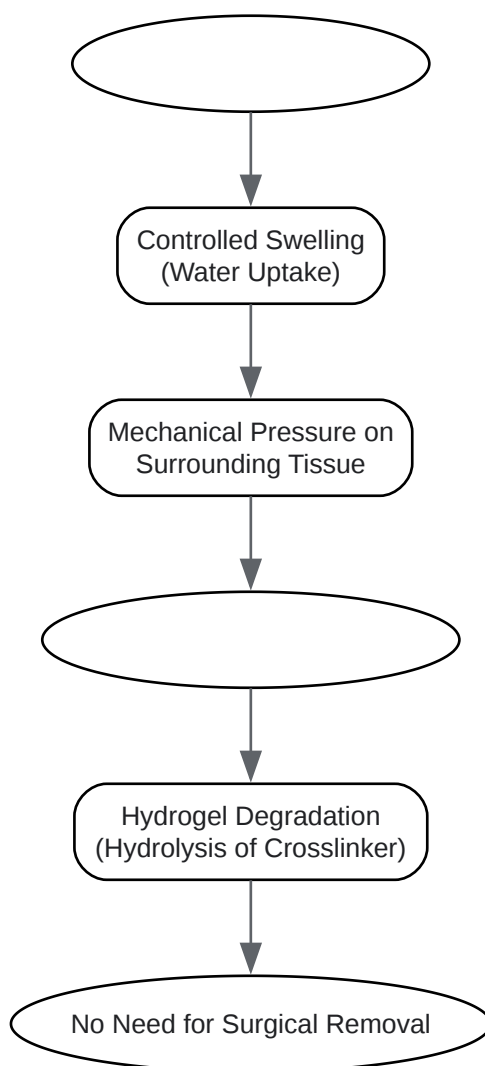 Controlled Swelling
(Water Uptake)
Mechanical Pressure on
Surrounding Tissue
Hydrogel Degradation
(Hydrolysis of Crosslinker)
No Need for Surgical Removal